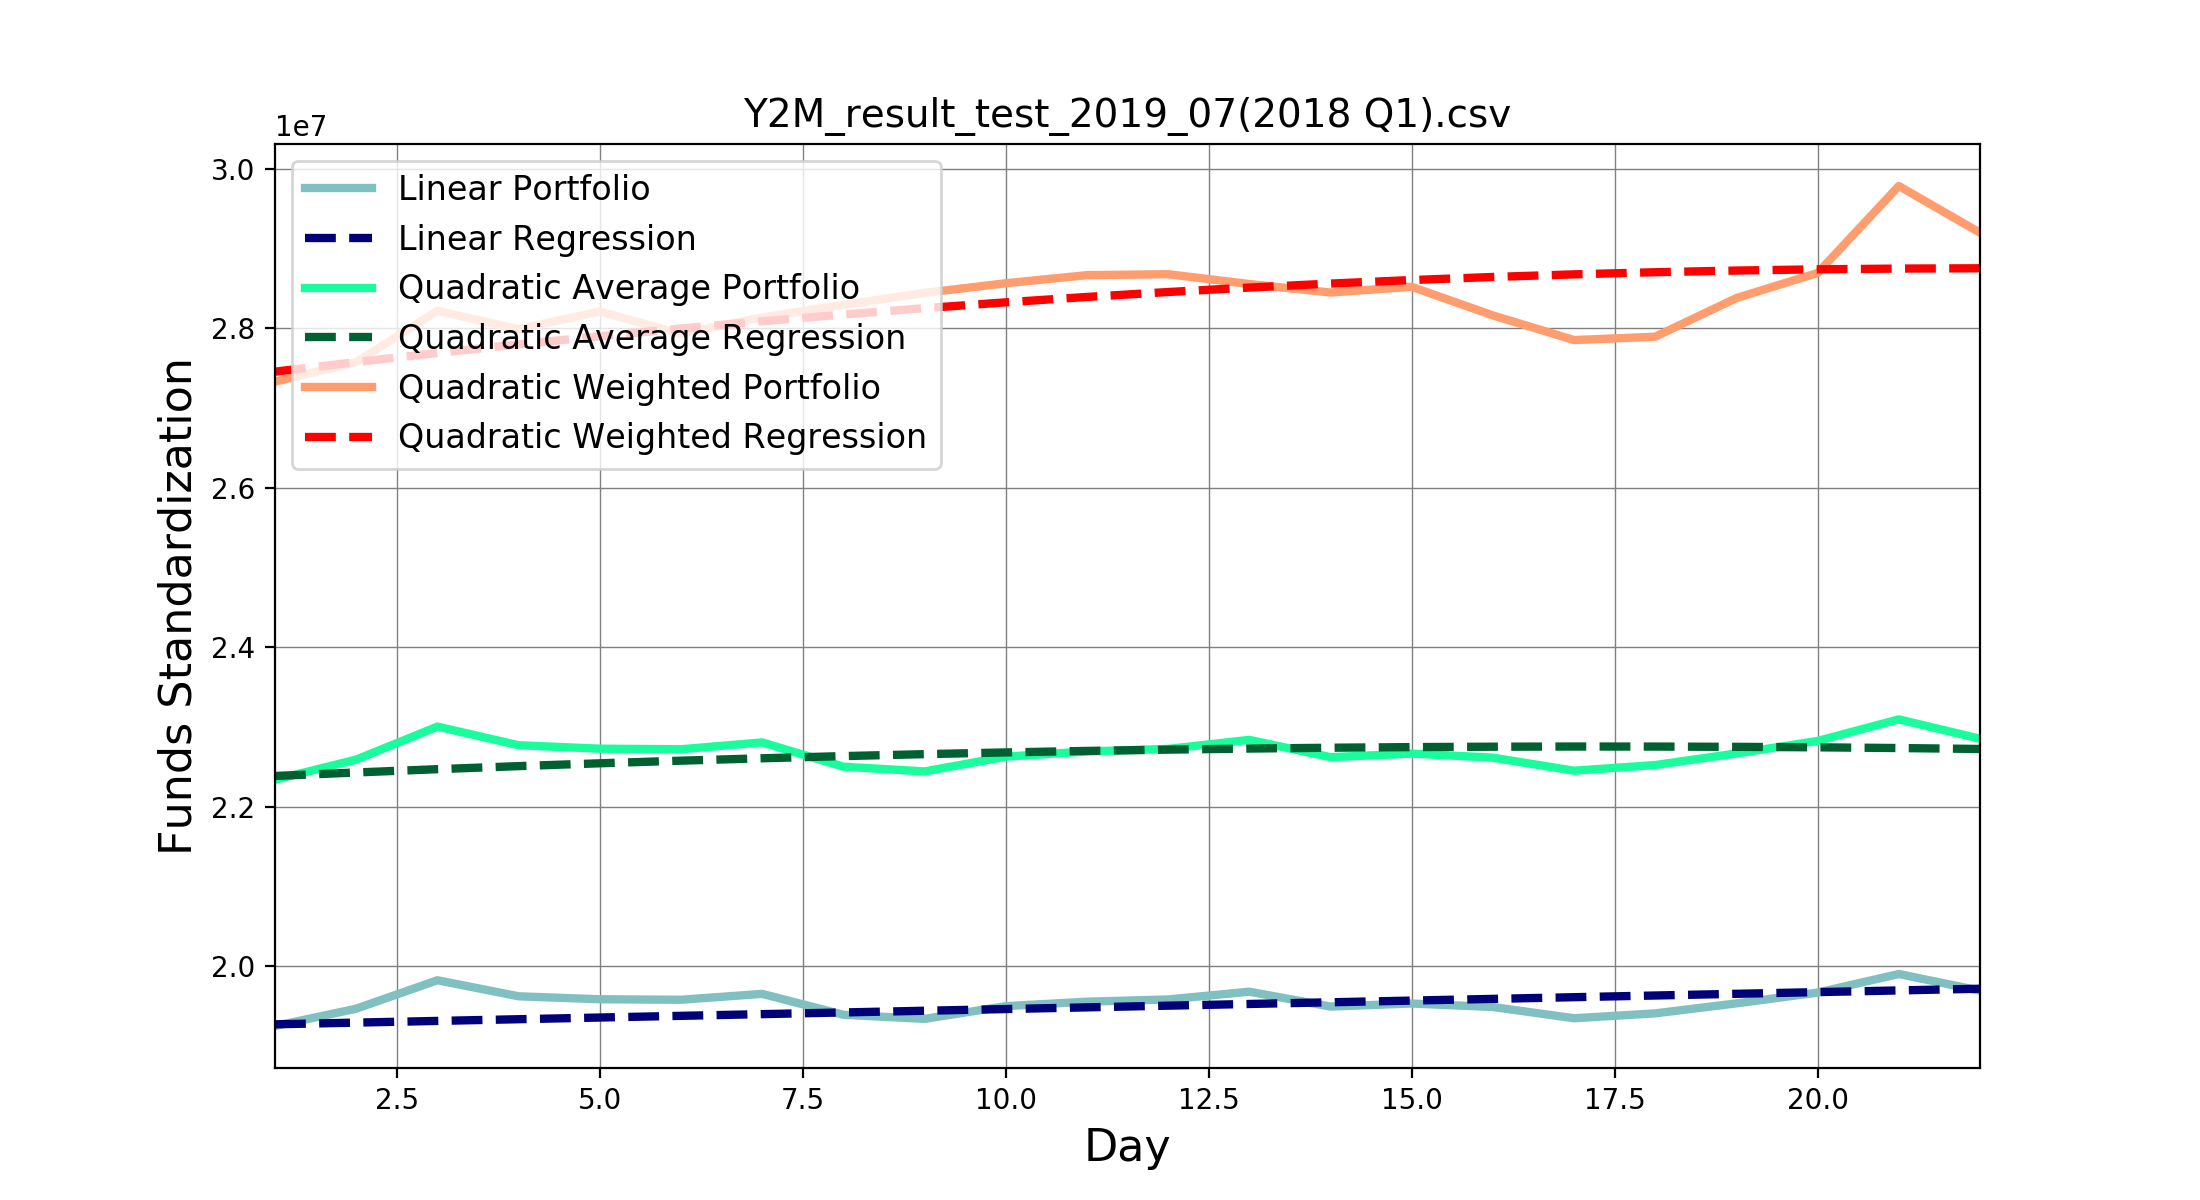 Y2M_result_test_2019_07(2018 Q1).csv
1e7
3.0
2.8
2.6
2.4
2.2
2.0
Funds Standardization
Linear Portfolio
Linear Regression
Quadratic Average Portfolio
Quadratic Average Regression
Quadratic Weighted Portfolio
Quadratic Weighted Regression
2.5 5.0 7.5 10.0 12.5 15.0 17.5 20.0
Day